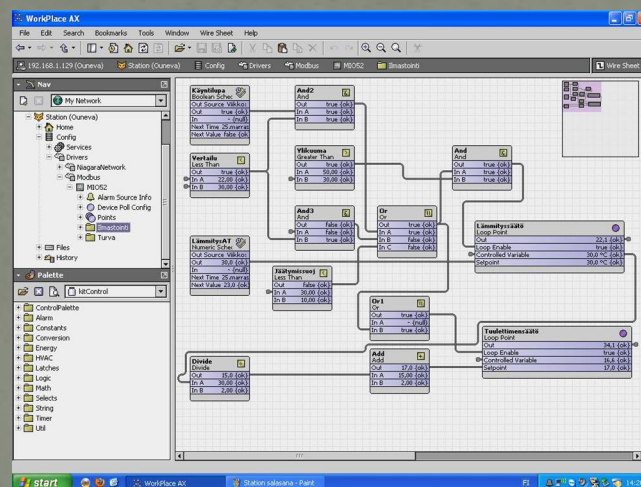 WorkPlace AX
File Edit Search Bookmarks Tools Window Wire Sheet Help
192.168.1.129 (Ouneva) Station (Ouneva) Config Drivers Modbus MIO52 Ilmastointi Wire Sheet
Nav
My Network
Station (Ouneva)
Home
Config
Services
Drivers
NiagaraNetwork
Modbus
MIO52
Alarm Source Info
Device Poll Config
Points
Ilmastointi
Turva
Files
History
Palette
kitControl
ControlPalette
Alarm
Constants
Conversion
Energy
HVAC
Latches
Logic
Math
Selects
String
Timer
Util
Käyntilupa
Boolean Schec
Out Source Viikko
Out true {ok}
In - {null}
Next Time 25.marras
Next Value false {ok}
And2
And
Out true {ok}
In A true {ok}
In B true {ok}
Vertailu
Less Than
Out true {ok}
In A 22,00 {ok}
In B 30,00 {ok}
Ylikuuma
Greater Than
Out true {ok}
In A 50,00 {ok}
In B 30,00 {ok}
And
And
Out true {ok}
In A true {ok}
In B true {ok}
And3
And
Out false {ok}
In A false {ok}
In B true {ok}
Or
Or
Out true {ok}
In A true {ok}
In B false {ok}
In C false {ok}
LämmitysAT
Numeric Schec
Out Source Viikko
Out 30,0 {ok}
In - {null}
Next Time 25.marras
Next Value 23,0 {ok}
Jäätymissuoj
Less Than
Out false {ok}
In A 30,00 {ok}
In B 10,00 {ok}
Lämmityssäätö
Loop Point
Out 22,1 {ok}
Loop Enable true {ok}
Controlled Variable 30,0 ºC {ok}
Setpoint 30,0 ºC {ok}
Or1
Or
Out true {ok}
In A - {null}
In B true {ok}
Tuulettimensäätö
Loop Point
Out 34,1 {ok}
Loop Enable true {ok}
Controlled Variable 16,6 {ok}
Setpoint 17,0 {ok}
Divide
Divide
Out 15,0 {ok}
In A 30,00 {ok}
In B 2,00 {ok}
Add
Add
Out 17,0 {ok}
In A 15,00 {ok}
In B 2,00 {ok}
start WorkPlace AX Station salasana - Paint FI